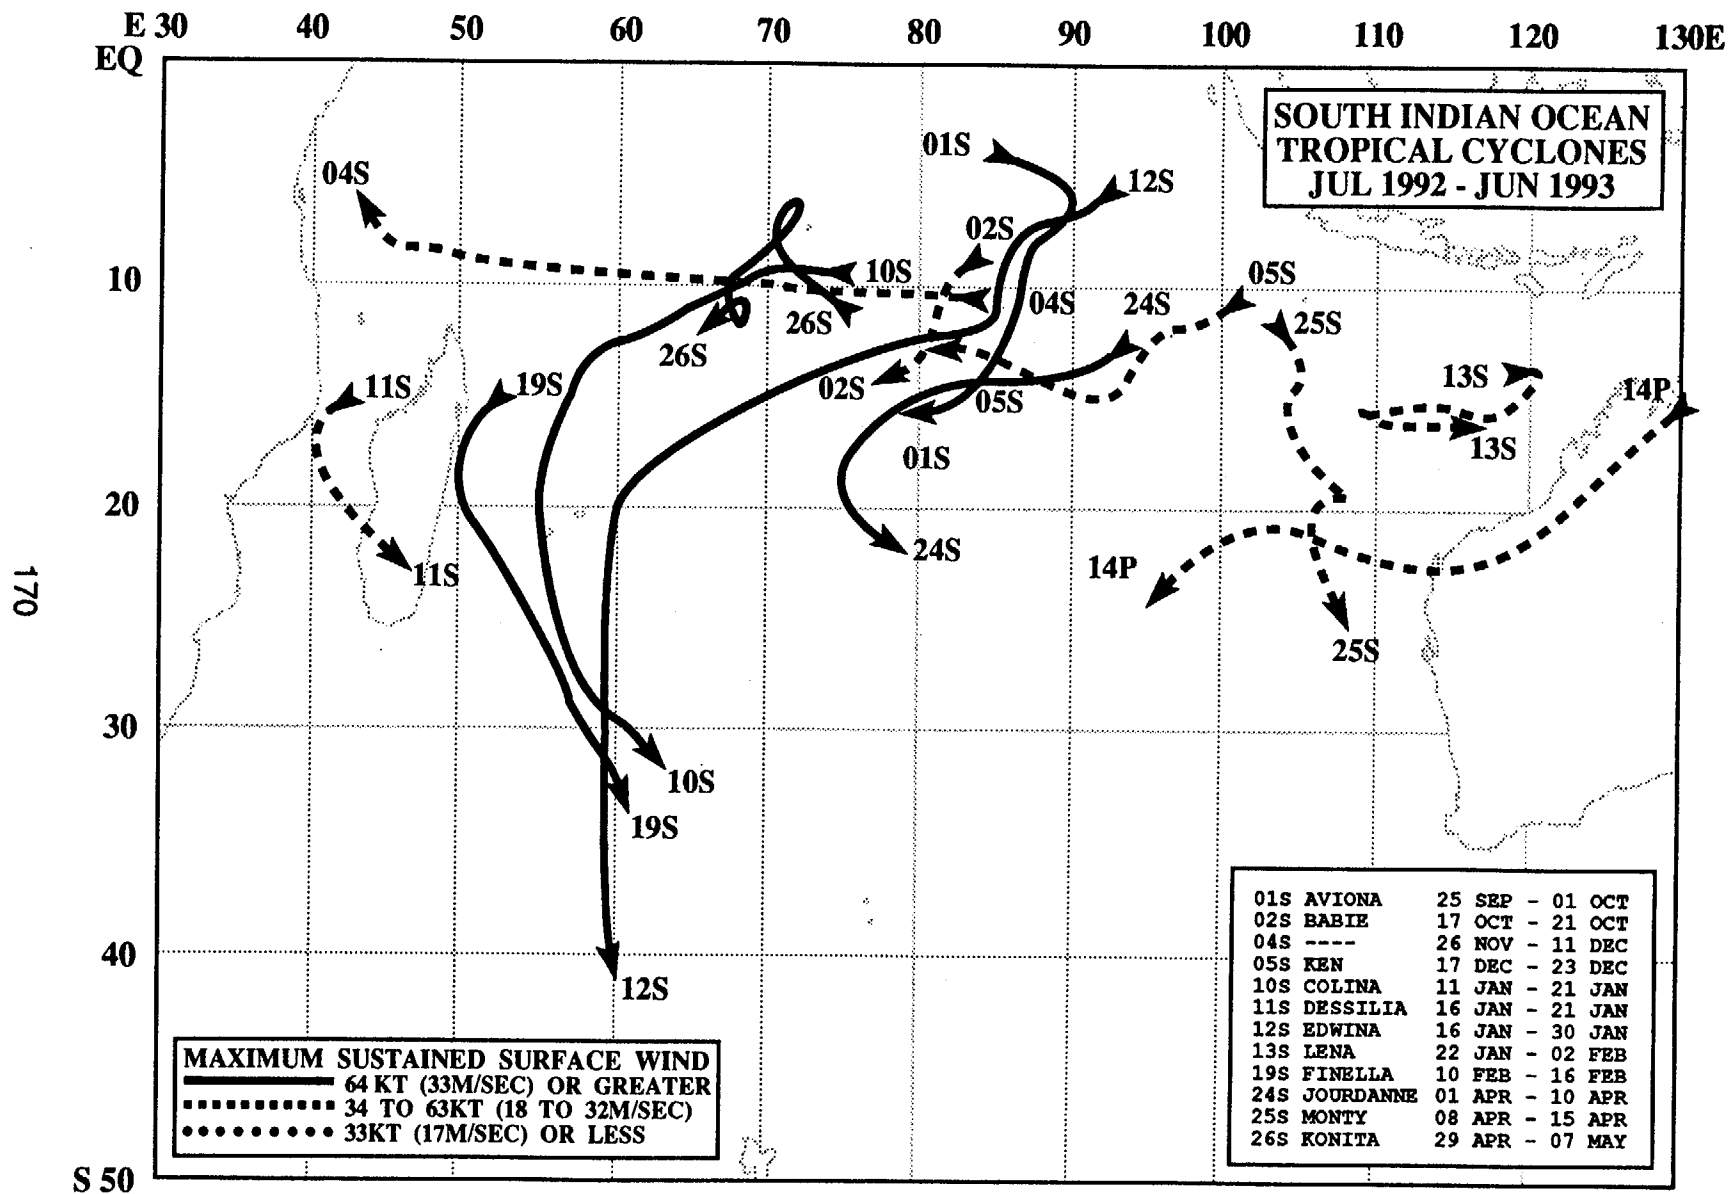 E 30 40 50 60 70 80 90 100 110 120 130E
EQ
SOUTH INDIAN OCEAN
TROPICAL CYCLONES
JUL 1992 - JUN 1993
01S
04S
12S
02S
10S
05S
10
04S
24S
26S
25S
26S
11S
19S
02S
05S
13S
14P
13S
01S
20
24S
11S
14P
170
25S
30
10S
19S
40
12S
01S AVIONA 25 SEP - 01 OCT
02S BABIE 17 OCT - 21 OCT
04S ---- 26 NOV - 11 DEC
05S KEN 17 DEC - 23 DEC
10S COLINA 11 JAN - 21 JAN
11S DESSILIA 16 JAN - 21 JAN
12S EDWINA 16 JAN - 30 JAN
13S LENA 22 JAN - 02 FEB
19S FINELLA 10 FEB - 16 FEB
24S JOURDANNE 01 APR - 10 APR
25S MONTY 08 APR - 15 APR
26S KONITA 29 APR - 07 MAY
MAXIMUM SUSTAINED SURFACE WIND
64 KT (33M/SEC) OR GREATER
34 TO 63KT (18 TO 32M/SEC)
33KT (17M/SEC) OR LESS
S 50